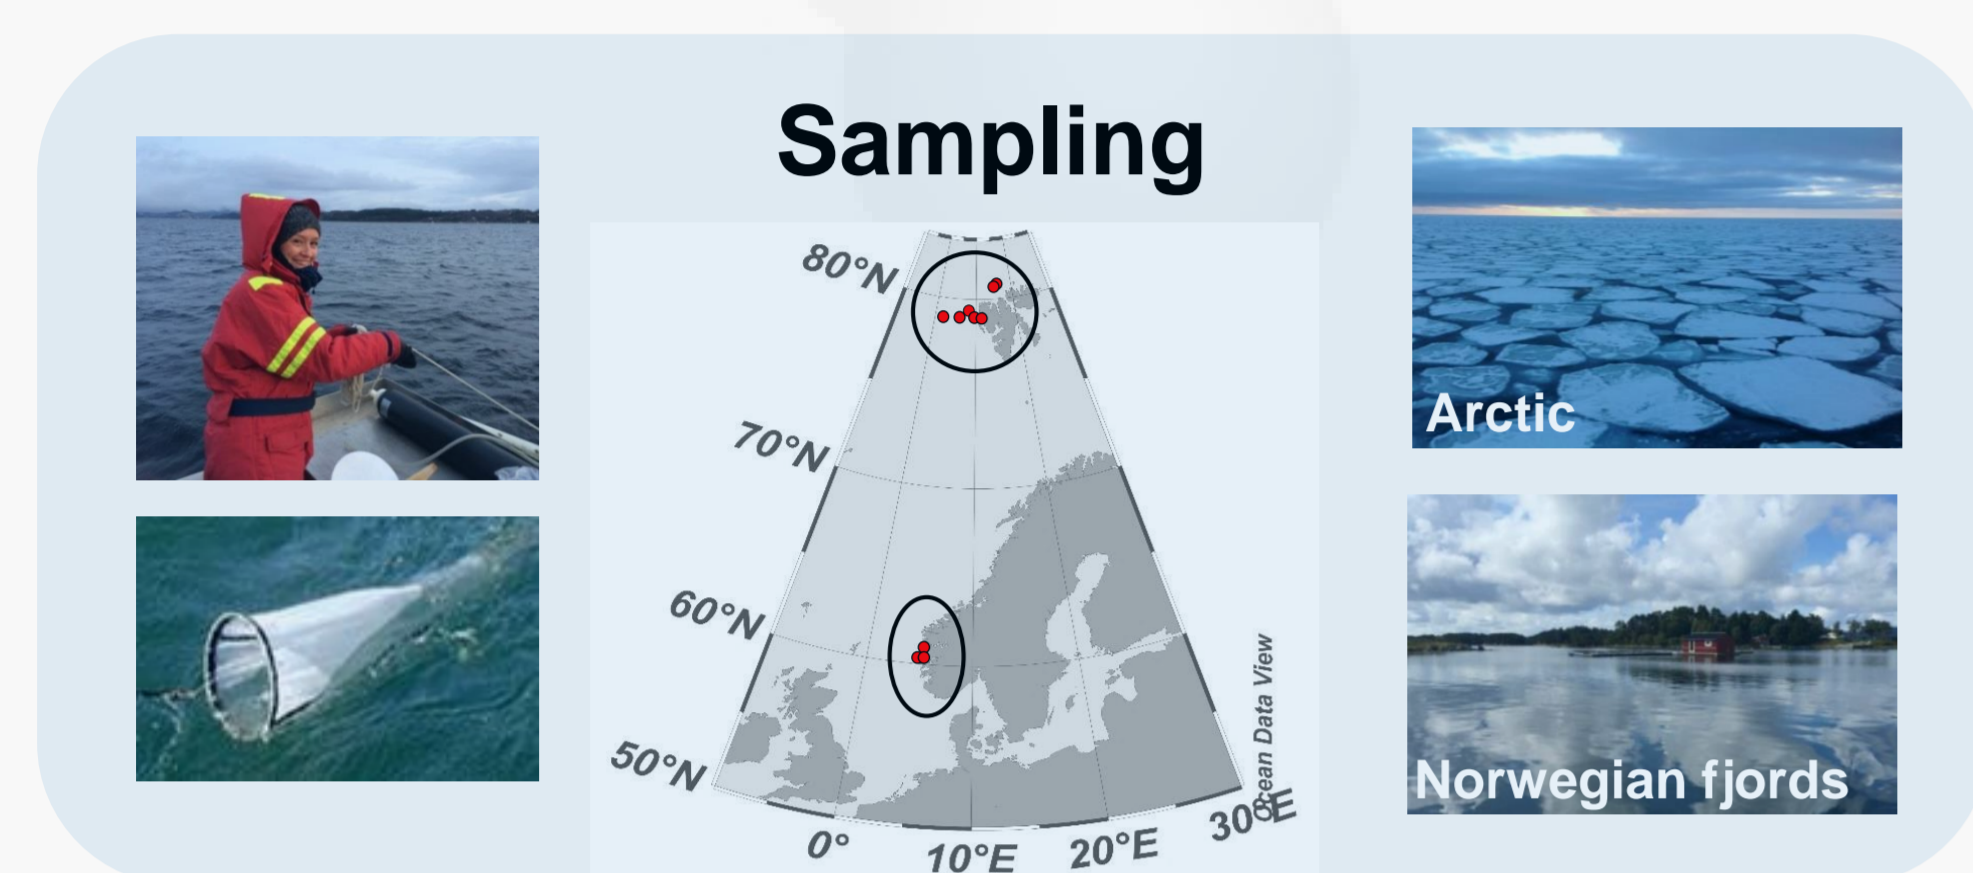 Sampling
80°N
70°N
60°N
50°N
0°
10°E
20°E
30°E
Ocean Data View
Arctic
Norwegian fjords